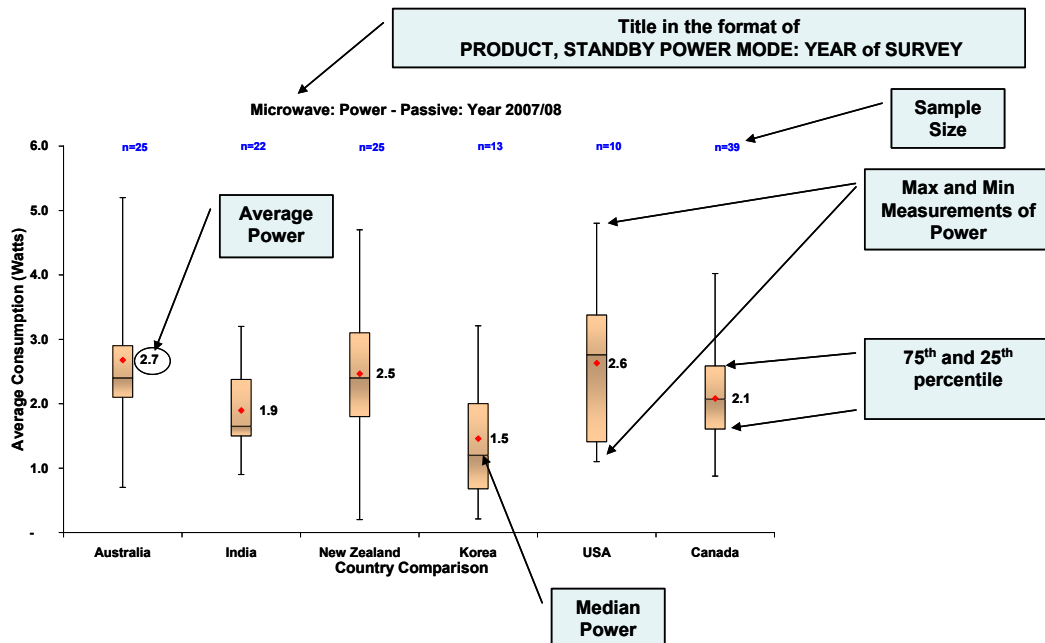 Title in the format of
PRODUCT, STANDBY POWER MODE: YEAR of SURVEY
Microwave: Power - Passive: Year 2007/08
Sample
Size
6.0
n=25
n=22
n=25
n=13
n=10
n=39
Max and Min
Measurements of
Power
Average
Power
5.0
4.0
3.0
2.0
1.0
-
Average Consumption (Watts)
2.7
1.9
2.5
1.5
2.6
2.1
75th and 25th
percentile
Australia
India
New Zealand
Korea
USA
Canada
Country Comparison
Median
Power